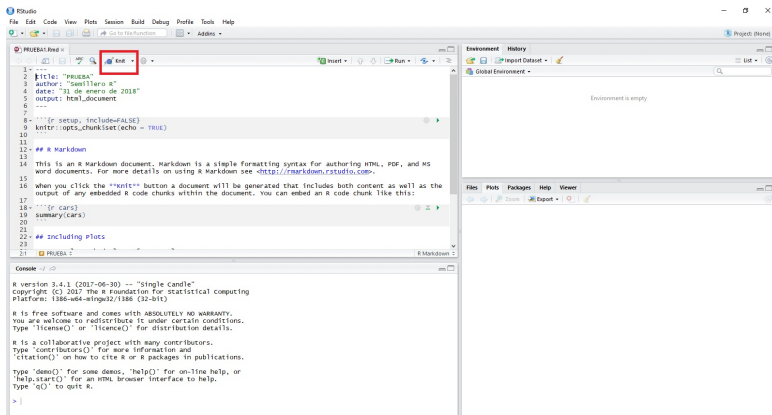 RStudio
File Edit Code View Plots Session Build Debug Profile Tools Help
Go to file/function Addins
Project: (None)
PRUEBA1.Rmd
ABC Knit Insert Run
1 ---
2 title: "PRUEBA"
3 author: "Semillero R"
4 date: "31 de enero de 2018"
5 output: html_document
6 ---
7
8 ```{r setup, include=FALSE}
9 knitr::opts_chunk$set(echo = TRUE)
10 ```
11
12 ## R Markdown
13
14 This is an R Markdown document. Markdown is a simple formatting syntax for authoring HTML, PDF, and MS
Word documents. For more details on using R Markdown see <http://rmarkdown.rstudio.com>.
15
16 When you click the **Knit** button a document will be generated that includes both content as well as the
output of any embedded R code chunks within the document. You can embed an R code chunk like this:
17
18 ```{r cars}
19 summary(cars)
20 ```
21
22 ## Including Plots
23
2:1 PRUEBA R Markdown
Console ~/
R version 3.4.1 (2017-06-30) -- "Single Candle"
Copyright (C) 2017 The R Foundation for Statistical Computing
Platform: i386-w64-mingw32/i386 (32-bit)
R is free software and comes with ABSOLUTELY NO WARRANTY.
You are welcome to redistribute it under certain conditions.
Type 'license()' or 'licence()' for distribution details.
R is a collaborative project with many contributors.
Type 'contributors()' for more information and
'citation()' on how to cite R or R packages in publications.
Type 'demo()' for some demos, 'help()' for on-line help, or
'help.start()' for an HTML browser interface to help.
Type 'q()' to quit R.
>
Environment History
Import Dataset List
Global Environment
Environment is empty
Files Plots Packages Help Viewer
Zoom Export